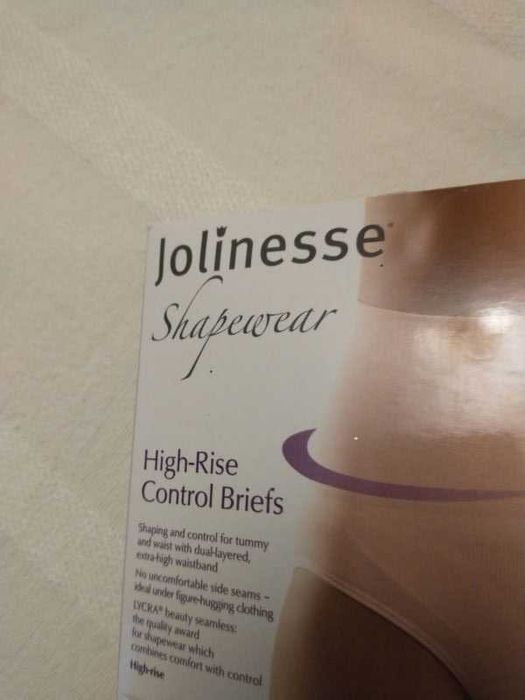 Jolinesse®
Shapewear
High-Rise
Control Briefs
Shaping and control for tummy
and waist with dual-layered,
extra-high waistband
No uncomfortable side seams –
ideal under figure-hugging clothing
LYCRA® beauty seamless:
the quality award
for shapewear which
combines comfort with control
High-rise